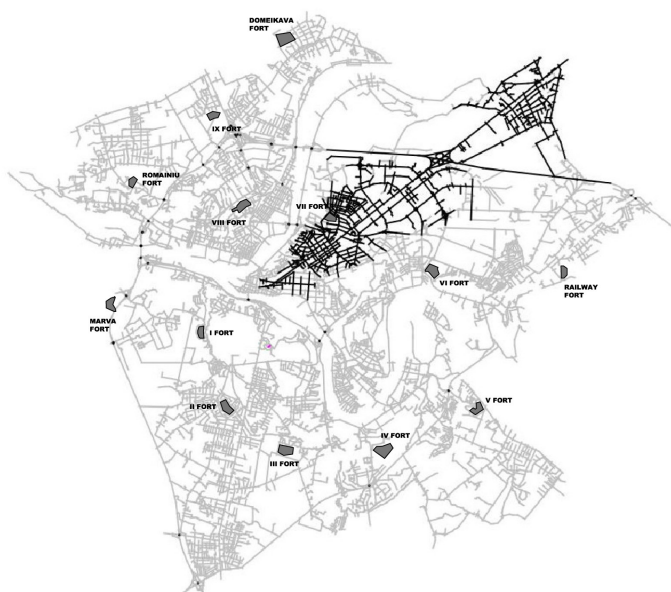 DOMEIKAVA
FORT
IX FORT
ROMAINIU
FORT
VIII FORT
VII FORT
VI FORT
RAILWAY
FORT
MARVA
FORT
I FORT
II FORT
V FORT
IV FORT
III FORT